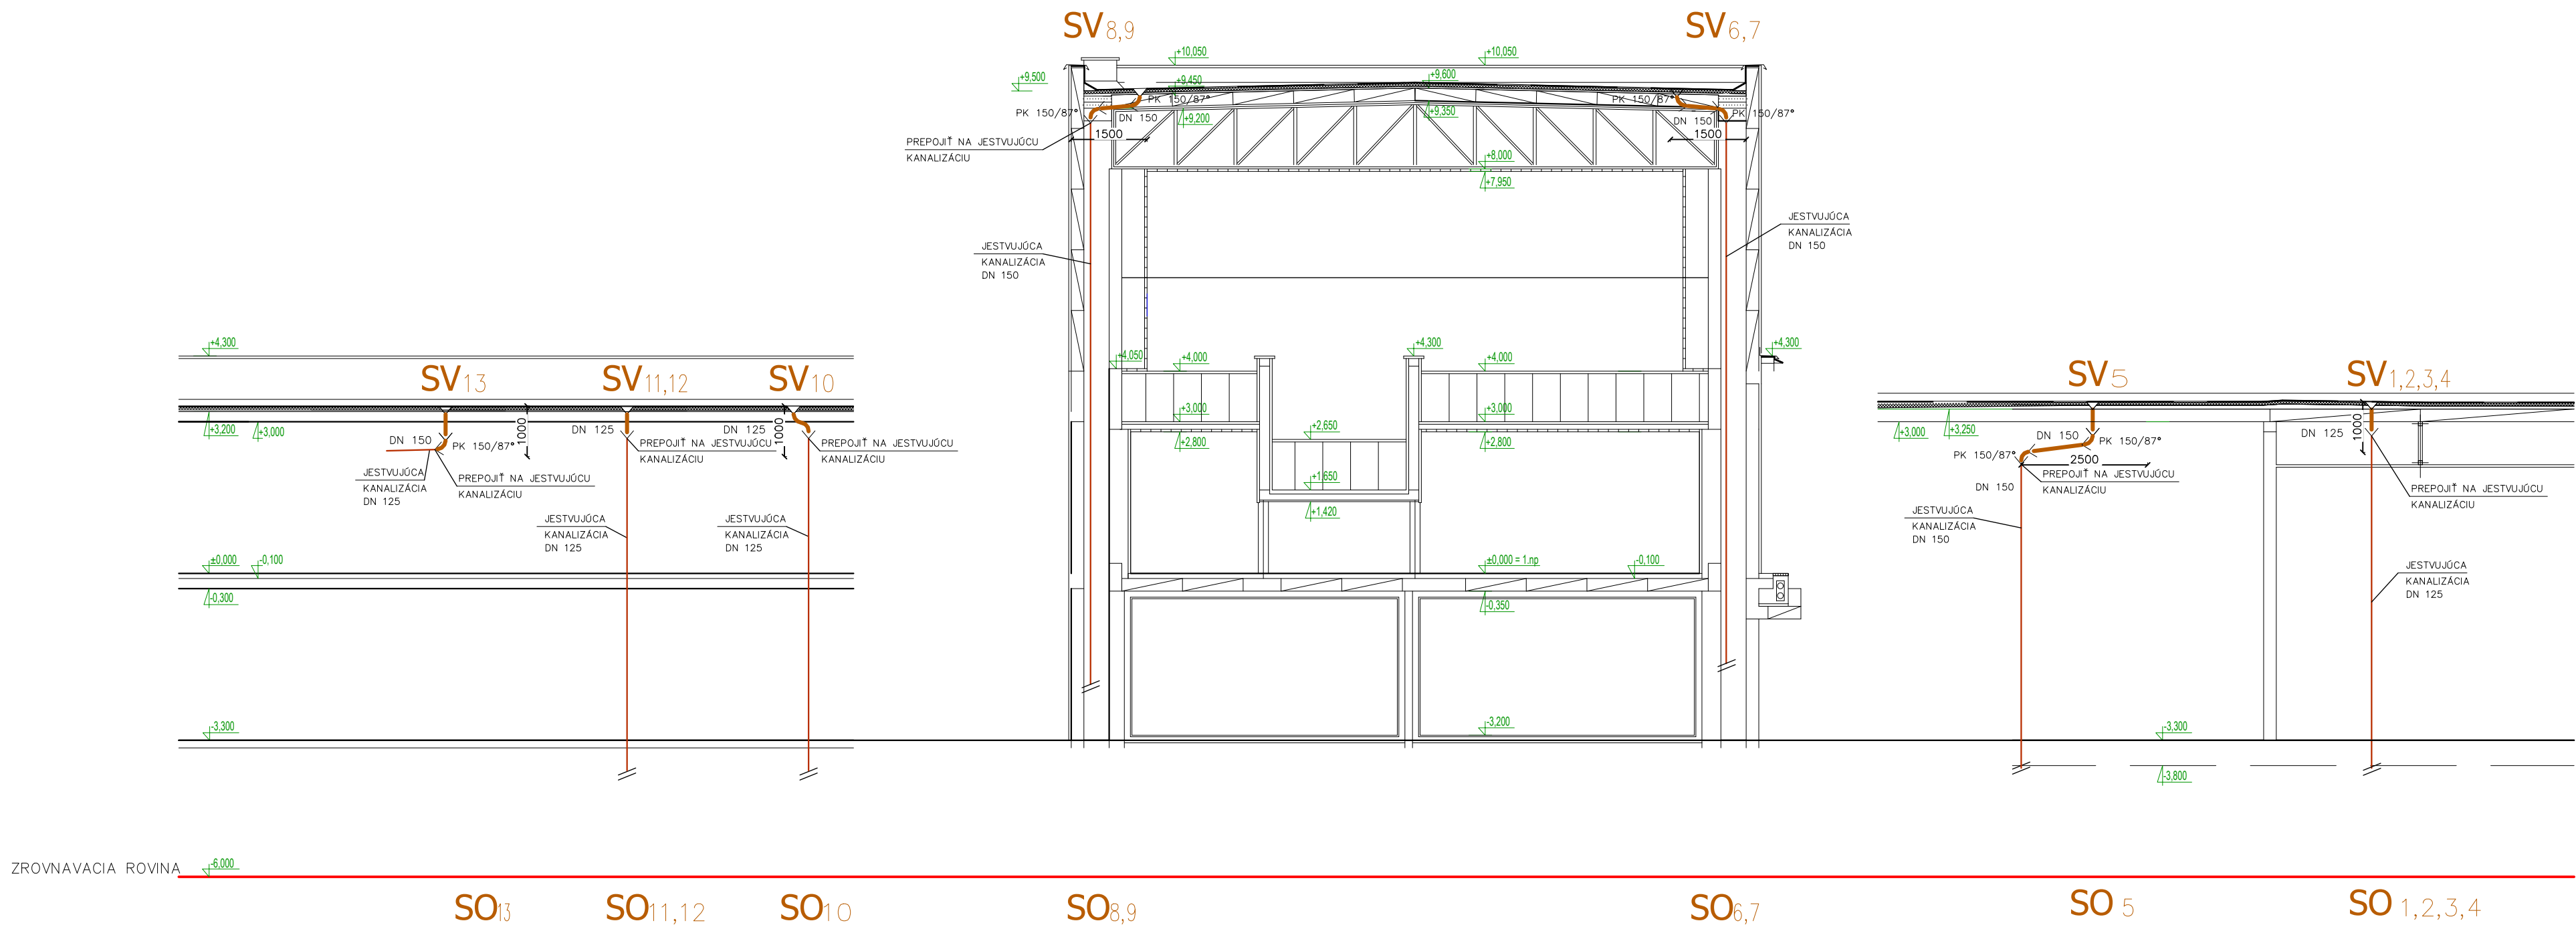 SV8,9
SV6,7
+10,050
+10,050
+9,500
+9,450
+9,600
PK 150/87°
PK 150/87°
PK 150/87°
PK 150/87°
DN 150
+9,200
+9,350
DN 150
1500
1500
PREPOJIŤ NA JESTVUJÚCU
KANALIZÁCIU
+8,000
+7,950
JESTVUJÚCA
KANALIZÁCIA
DN 150
JESTVUJÚCA
KANALIZÁCIA
DN 150
+4,300
SV13
SV11,12
SV10
+3,200
+3,000
DN 150
PK 150/87°
1000
DN 125
PREPOJIŤ NA JESTVUJÚCU
KANALIZÁCIU
DN 125
1000
PREPOJIŤ NA JESTVUJÚCU
KANALIZÁCIU
JESTVUJÚCA
KANALIZÁCIA
DN 125
PREPOJIŤ NA JESTVUJÚCU
KANALIZÁCIU
JESTVUJÚCA
KANALIZÁCIA
DN 125
JESTVUJÚCA
KANALIZÁCIA
DN 125
±0,000
-0,100
-0,300
-3,300
+4,050
+4,000
+4,300
+4,000
+4,300
+3,000
+3,000
+2,800
+2,650
+2,800
+1,650
+1,420
±0,000 = 1.np
-0,100
-0,350
-3,200
SV5
SV1,2,3,4
+3,000
+3,250
DN 150
PK 150/87°
PK 150/87°
2500
PREPOJIŤ NA JESTVUJÚCU
KANALIZÁCIU
DN 150
JESTVUJÚCA
KANALIZÁCIA
DN 150
DN 125
1000
PREPOJIŤ NA JESTVUJÚCU
KANALIZÁCIU
JESTVUJÚCA
KANALIZÁCIA
DN 125
-3,300
-3,800
ZROVNAVACIA ROVINA
-6,000
SO13
SO11,12
SO10
SO8,9
SO6,7
SO 5
SO 1,2,3,4